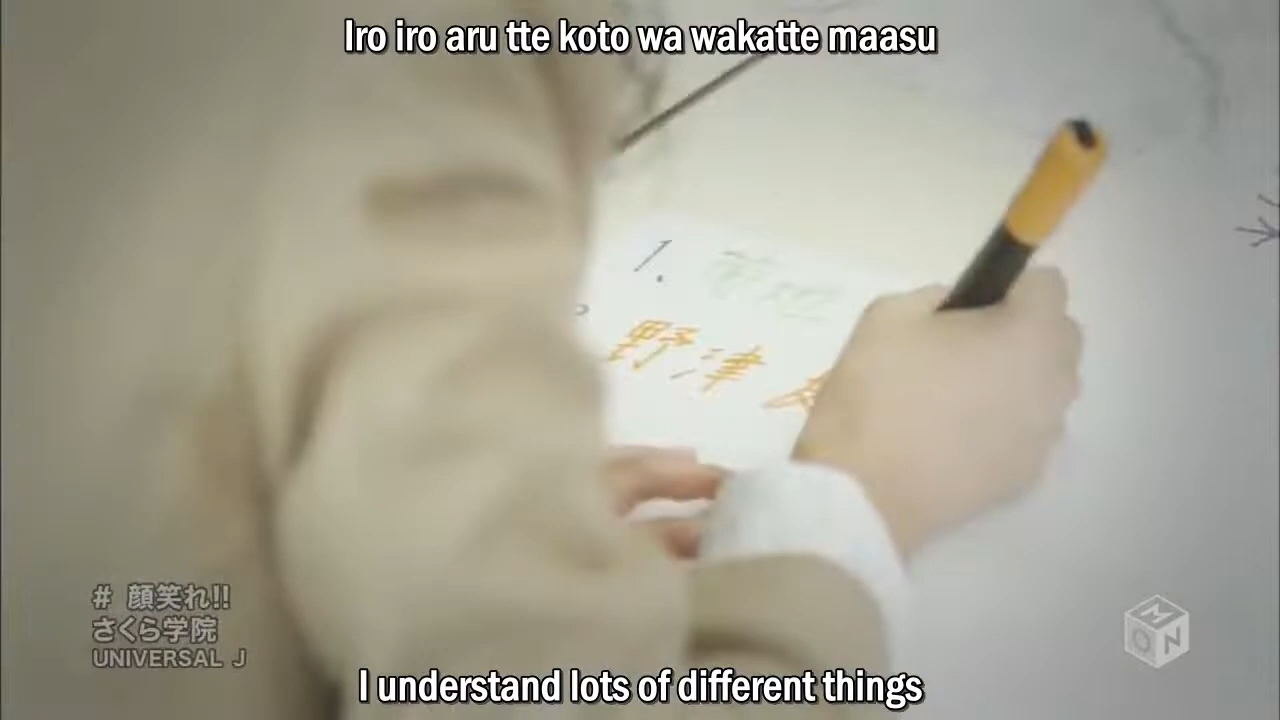 Iro iro aru tte koto wa wakatte maasu
1.
野津
# 顔笑れ!!
さくら学院
UNIVERSAL J
MON
I understand lots of different things